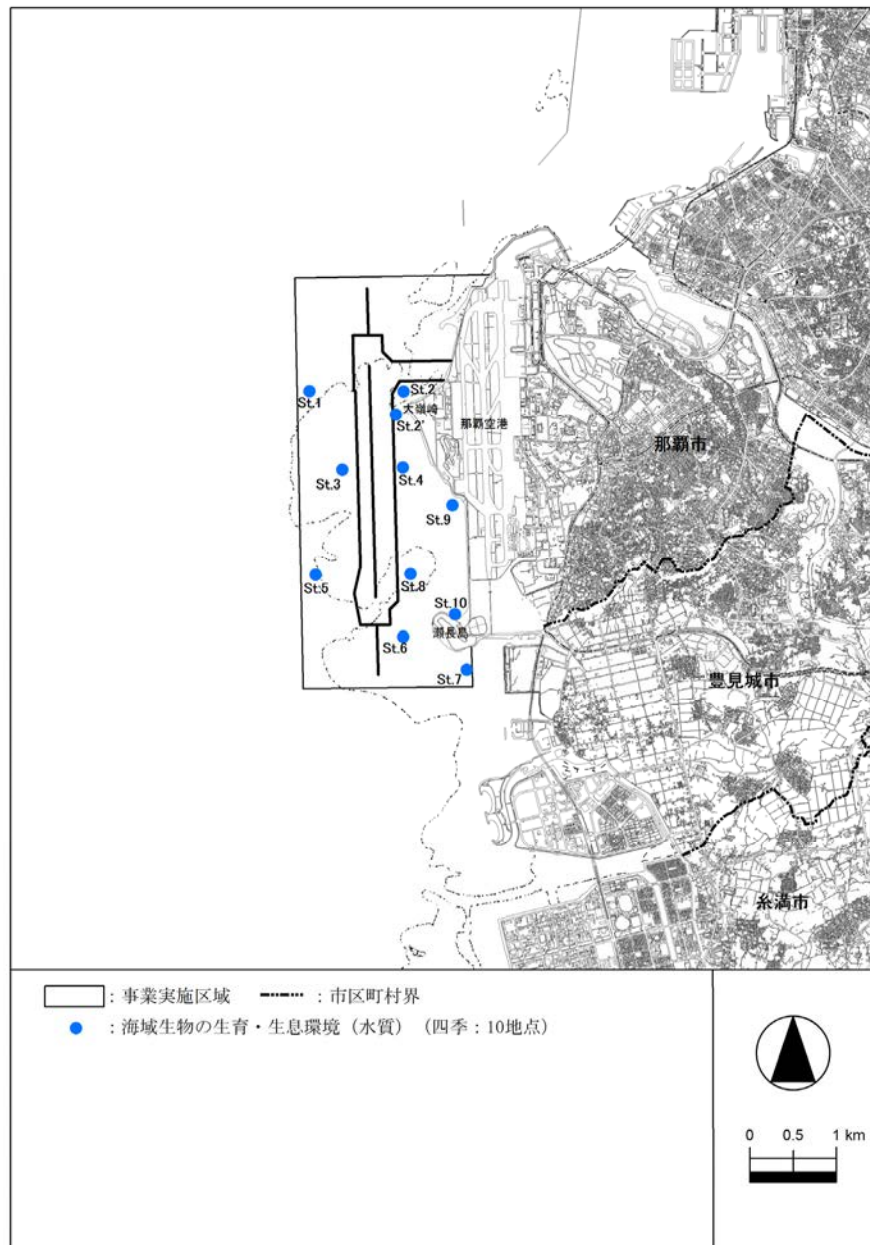 St.1
St.2
大嶺崎
St.2'
那覇空港
那覇市
St.3
St.4
St.9
St.5
St.8
St.10
瀬長島
St.6
St.7
豊見城市
糸満市
: 事業実施区域
: 市区町村界
: 海域生物の生育・生息環境（水質）（四季：10地点）
0 0.5 1 km